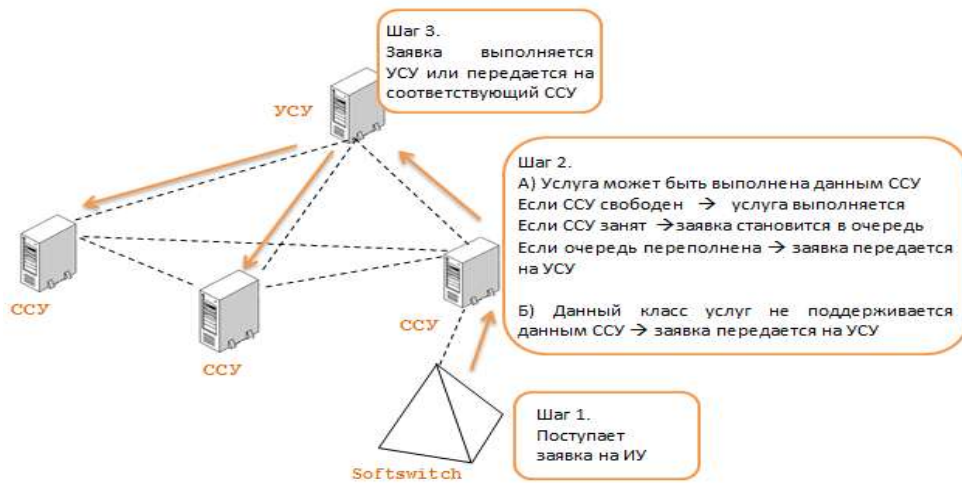 Шаг 3.
Заявка выполняется
УСУ или передается на
соответствующий ССУ
УСУ
Шаг 2.
А) Услуга может быть выполнена данным ССУ
Если ССУ свободен → услуга выполняется
Если ССУ занят →заявка становится в очередь
Если очередь переполнена → заявка передается
на УСУ
Б) Данный класс услуг не поддерживается
данным ССУ → заявка передается на УСУ
ССУ
ССУ
ССУ
Шаг 1.
Поступает
заявка на ИУ
Softswitch